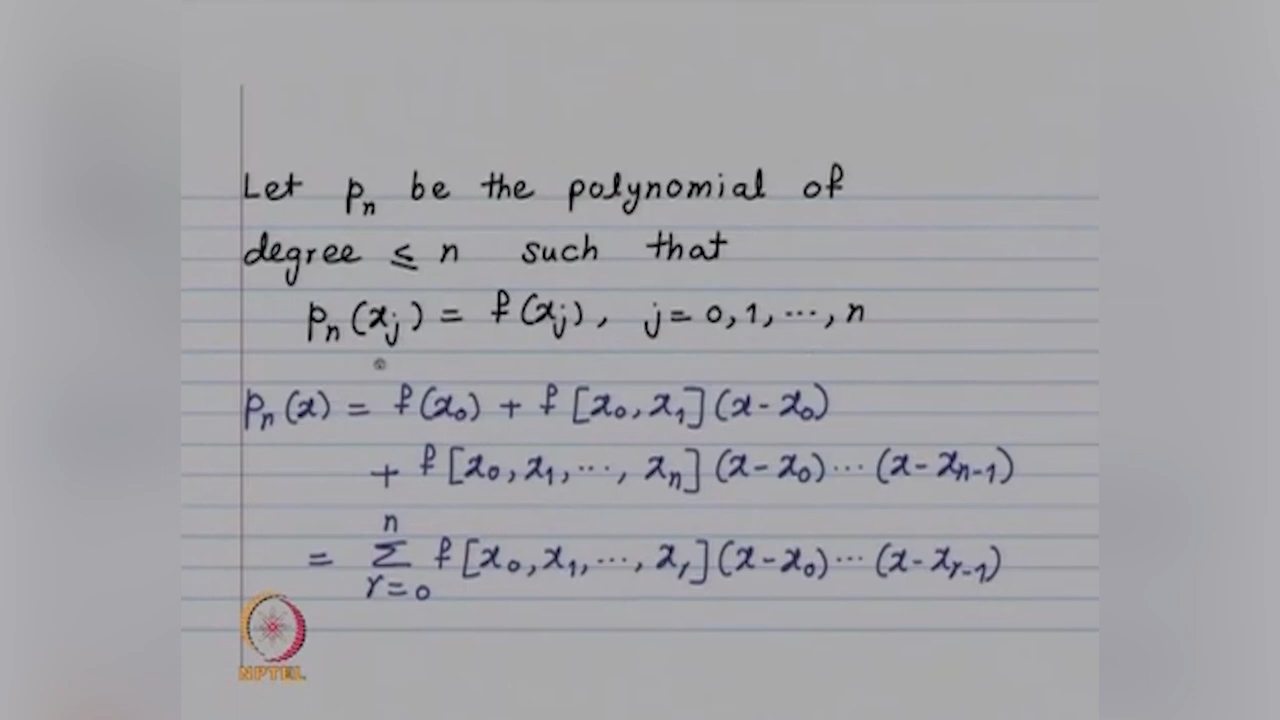 Let pₙ be the polynomial of
degree ≤ n such that
pₙ(xⱼ) = f(xⱼ), j = 0, 1, ⋯, n
pₙ(x) = f(x₀) + f[x₀, x₁](x - x₀)
+ f[x₀, x₁, ⋯, xₙ](x - x₀) ⋯ (x - xₙ₋₁)
= Σ_{r=0}^{n} f[x₀, x₁, ⋯, xᵣ](x - x₀) ⋯ (x - xᵣ₋₁)
NPTEL